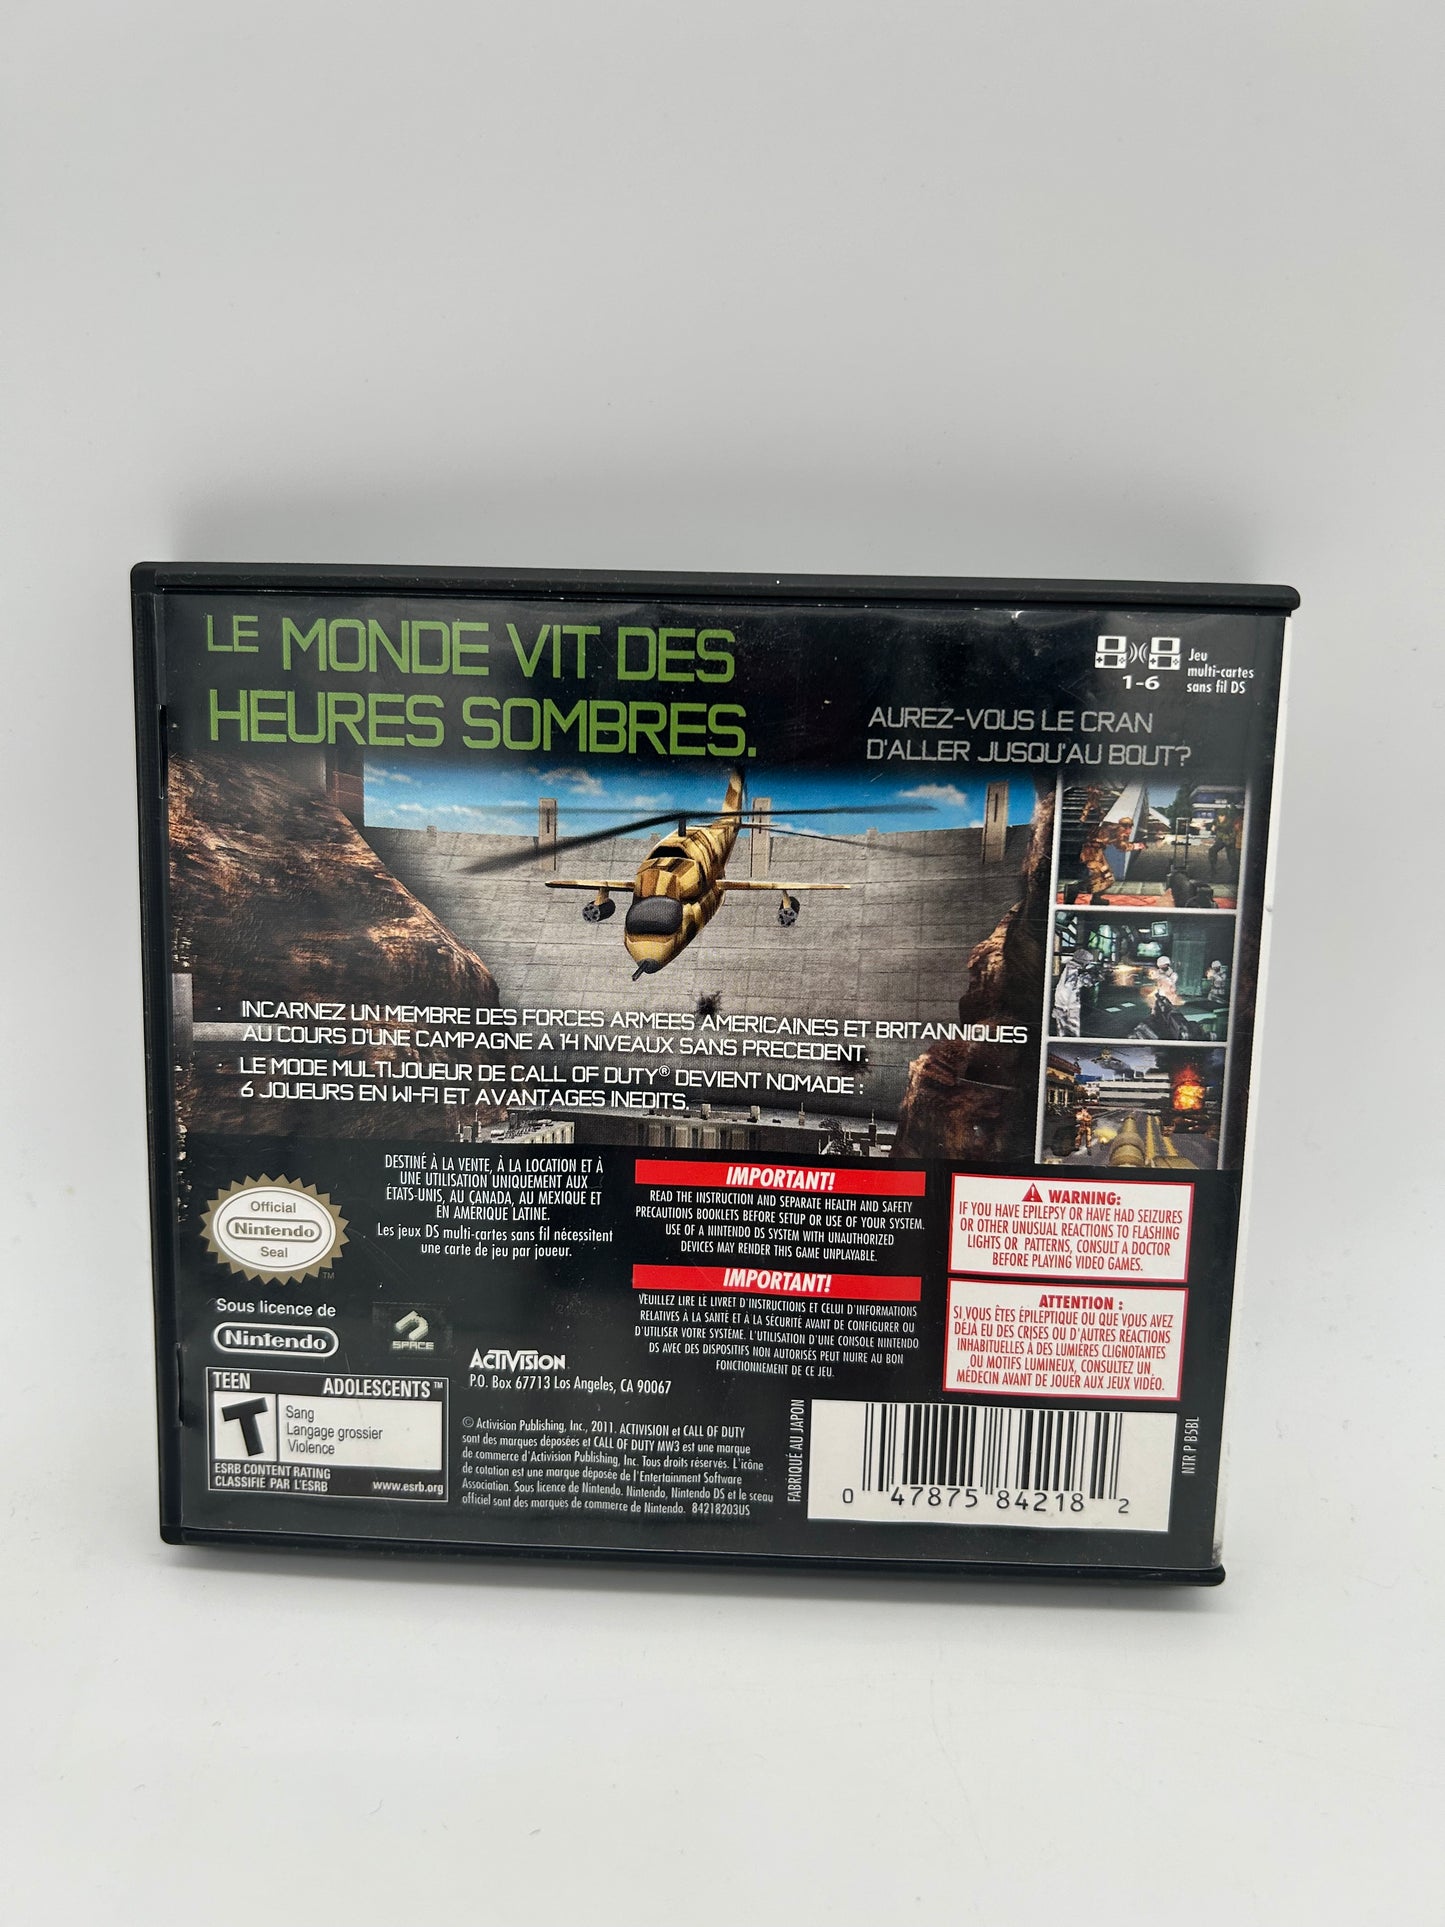 LE MONDE VIT DES
HEURES SOMBRES.
1-6
Jeu
multi-cartes
sans fil DS
AUREZ-VOUS LE CRAN
D'ALLER JUSQU'AU BOUT?
· INCARNEZ UN MEMBRE DES FORCES ARMEES AMERICAINES ET BRITANNIQUES
AU COURS D'UNE CAMPAGNE A 14 NIVEAUX SANS PRECEDENT.
· LE MODE MULTIJOUEUR DE CALL OF DUTY® DEVIENT NOMADE :
6 JOUEURS EN WI-FI ET AVANTAGES INEDITS.
Official
Nintendo
Seal
TM
DESTINÉ À LA VENTE, À LA LOCATION ET À
UNE UTILISATION UNIQUEMENT AUX
ÉTATS-UNIS, AU CANADA, AU MEXIQUE ET
EN AMÉRIQUE LATINE.
Les jeux DS multi-cartes sans fil nécessitent
une carte de jeu par joueur.
IMPORTANT!
READ THE INSTRUCTION AND SEPARATE HEALTH AND SAFETY
PRECAUTIONS BOOKLETS BEFORE SETUP OR USE OF YOUR SYSTEM.
USE OF A NINTENDO DS SYSTEM WITH UNAUTHORIZED
DEVICES MAY RENDER THIS GAME UNPLAYABLE.
IMPORTANT!
VEUILLEZ LIRE LE LIVRET D'INSTRUCTIONS ET CELUI D'INFORMATIONS
RELATIVES À LA SANTÉ ET À LA SÉCURITÉ AVANT DE CONFIGURER OU
D'UTILISER VOTRE SYSTÈME. L'UTILISATION D'UNE CONSOLE NINTENDO
DS AVEC DES DISPOSITIFS NON AUTORISÉS PEUT NUIRE AU BON
FONCTIONNEMENT DE CE JEU.
WARNING:
IF YOU HAVE EPILEPSY OR HAVE HAD SEIZURES
OR OTHER UNUSUAL REACTIONS TO FLASHING
LIGHTS OR PATTERNS, CONSULT A DOCTOR
BEFORE PLAYING VIDEO GAMES.
ATTENTION :
SI VOUS ÊTES ÉPILEPTIQUE OU QUE VOUS AVEZ
DÉJÀ EU DES CRISES OU D'AUTRES RÉACTIONS
INHABITUELLES À DES LUMIÈRES CLIGNOTANTES
OU MOTIFS LUMINEUX, CONSULTEZ UN
MÉDECIN AVANT DE JOUER AUX JEUX VIDÉO.
Sous licence de
Nintendo
SPACE
ACTIVISION
P.O. Box 67713 Los Angeles, CA 90067
TEEN
ADOLESCENTS™
T
Sang
Langage grossier
Violence
ESRB CONTENT RATING
CLASSIFIÉ PAR L'ESRB
www.esrb.org
© Activision Publishing, Inc., 2011. ACTIVISION et CALL OF DUTY
sont des marques déposées et CALL OF DUTY MW3 est une marque
de commerce d'Activision Publishing, Inc. Tous droits réservés. L'icône
de cotation est une marque déposée de l'Entertainment Software
Association. Sous licence de Nintendo. Nintendo, Nintendo DS et le sceau
officiel sont des marques de commerce de Nintendo. 84218203US
FABRIQUÉ AU JAPON
0 47875 84218 2
NTR P B5BL